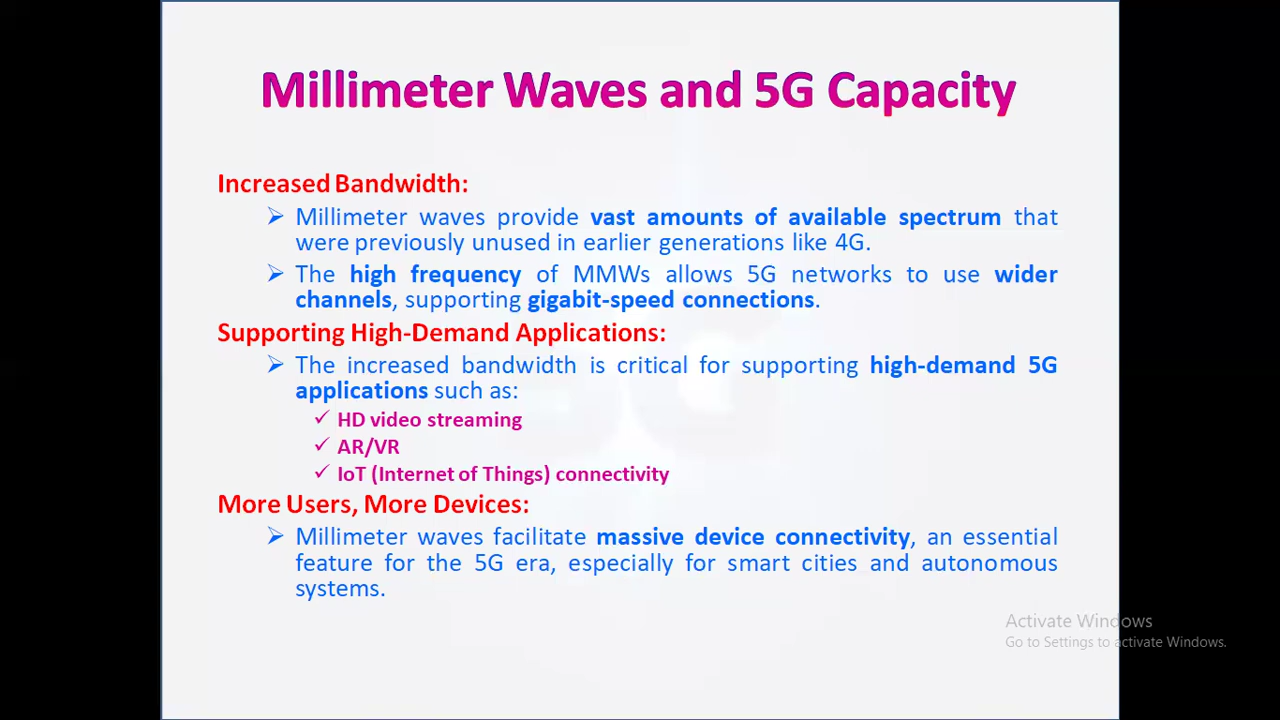 Millimeter Waves and 5G Capacity
Increased Bandwidth:
Millimeter waves provide vast amounts of available spectrum that
were previously unused in earlier generations like 4G.
The high frequency of MMWs allows 5G networks to use wider
channels, supporting gigabit-speed connections.
Supporting High-Demand Applications:
The increased bandwidth is critical for supporting high-demand 5G
applications such as:
HD video streaming
AR/VR
IoT (Internet of Things) connectivity
More Users, More Devices:
Millimeter waves facilitate massive device connectivity, an essential
feature for the 5G era, especially for smart cities and autonomous
systems.
Activate Windows
Go to Settings to activate Windows.